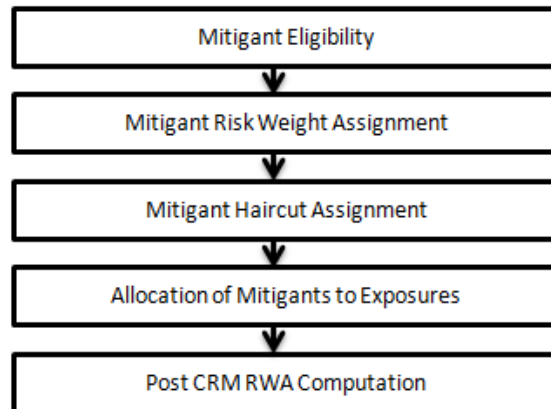 Mitigant Eligibility
Mitigant Risk Weight Assignment
Mitigant Haircut Assignment
Allocation of Mitigants to Exposures
Post CRM RWA Computation